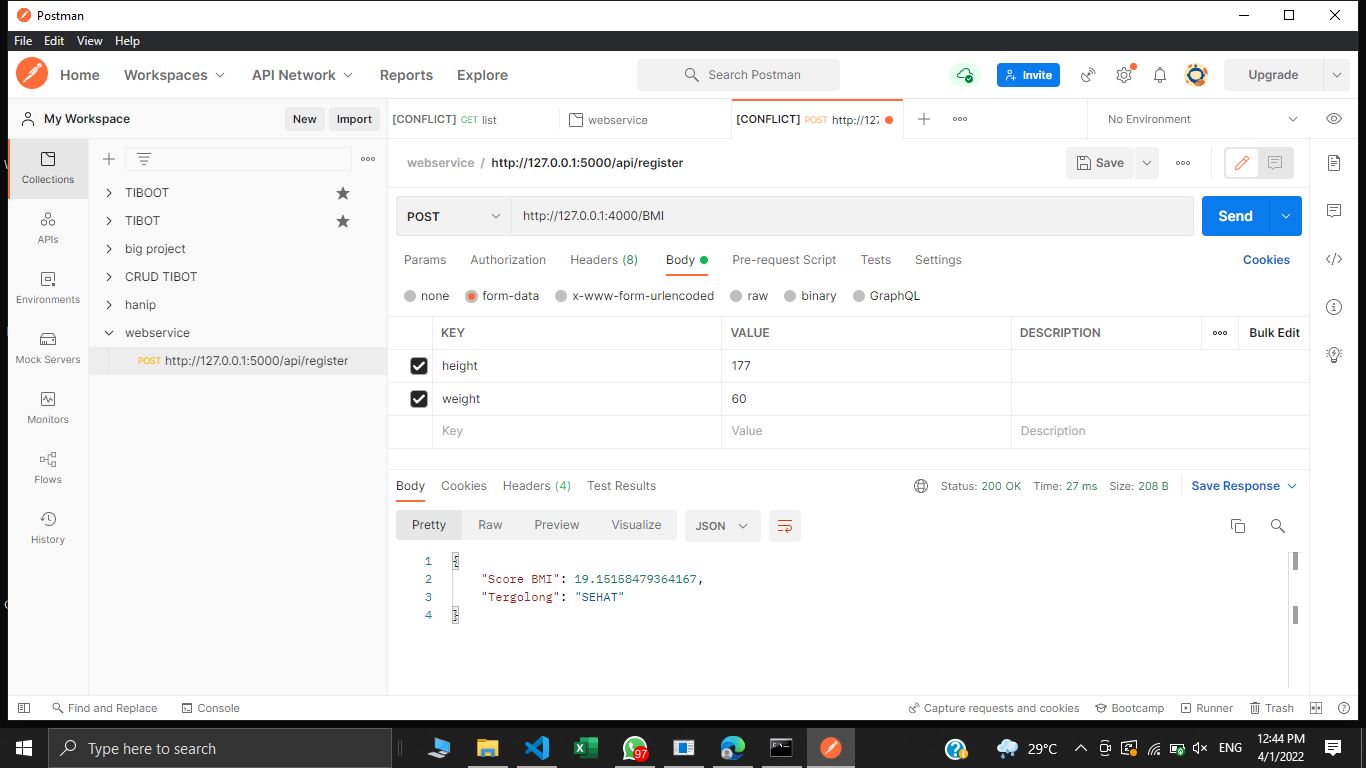 Postman
File Edit View Help
Home Workspaces API Network Reports Explore Search Postman Invite Upgrade
My Workspace New Import [CONFLICT] GET list webservice [CONFLICT] POST http://127 No Environment
Collections
APIs
Environments
Mock Servers
Monitors
Flows
History
TIBOOT
TIBOT
big project
CRUD TIBOT
hanip
webservice
POST http://127.0.0.1:5000/api/register
webservice / http://127.0.0.1:5000/api/register Save
POST http://127.0.0.1:4000/BMI Send
Params Authorization Headers (8) Body Pre-request Script Tests Settings Cookies
none form-data x-www-form-urlencoded raw binary GraphQL
KEY VALUE DESCRIPTION Bulk Edit
height 177
weight 60
Key Value Description
Body Cookies Headers (4) Test Results Status: 200 OK Time: 27 ms Size: 208 B Save Response
Pretty Raw Preview Visualize JSON
1 {
2 "Score BMI": 19.15158479364167,
3 "Tergolong": "SEHAT"
4 }
Find and Replace Console Capture requests and cookies Bootcamp Runner Trash
Type here to search 97 29°C ENG 12:44 PM
4/1/2022